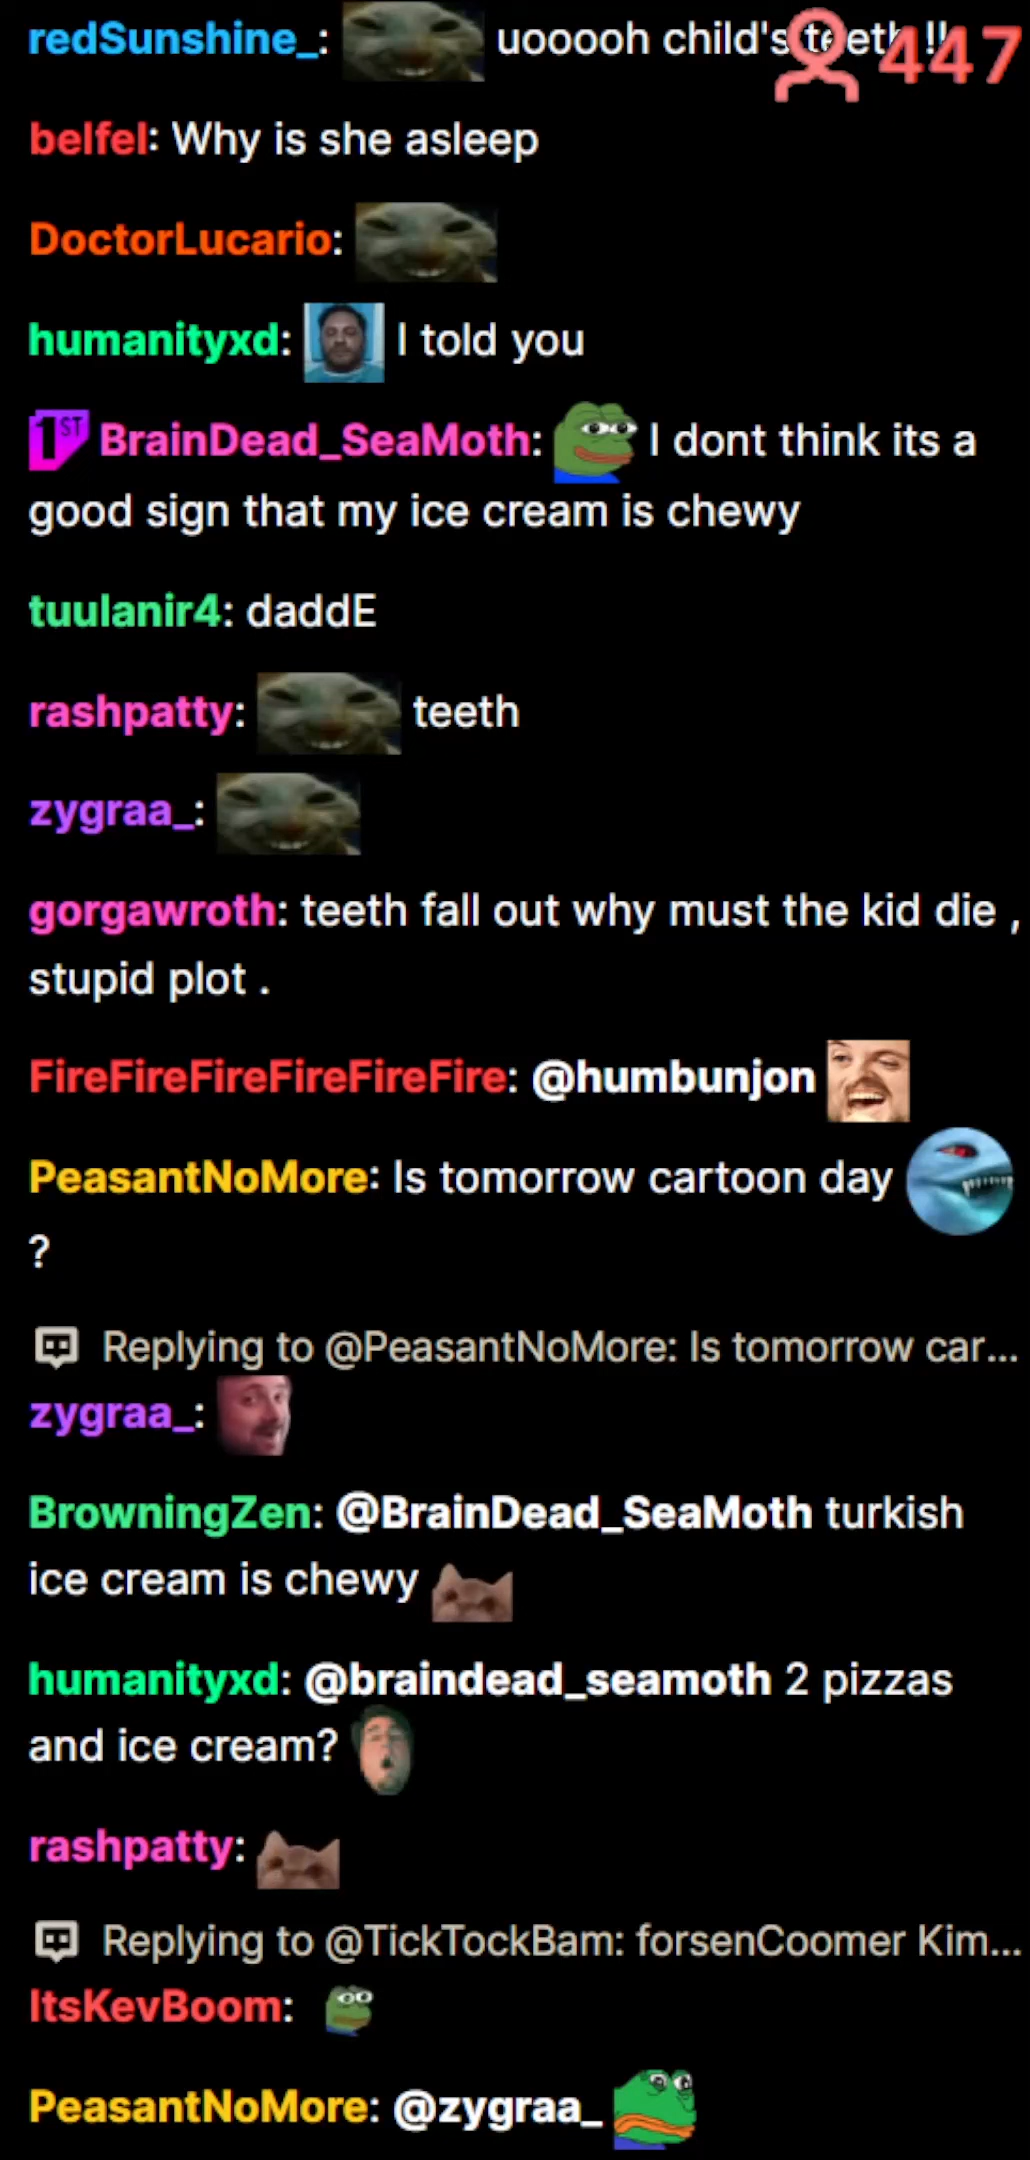 redSunshine_: uooooh child's teeth !!
447
belfel: Why is she asleep
DoctorLucario:
humanityxd: I told you
1ST BrainDead_SeaMoth: I dont think its a
good sign that my ice cream is chewy
tuulanir4: daddE
rashpatty: teeth
zygraa_:
gorgawroth: teeth fall out why must the kid die ,
stupid plot .
FireFireFireFireFireFire: @humbunjon
PeasantNoMore: Is tomorrow cartoon day
?
Replying to @PeasantNoMore: Is tomorrow car...
zygraa_:
BrowningZen: @BrainDead_SeaMoth turkish
ice cream is chewy
humanityxd: @braindead_seamoth 2 pizzas
and ice cream?
rashpatty:
Replying to @TickTockBam: forsenCoomer Kim...
ItsKevBoom:
PeasantNoMore: @zygraa_